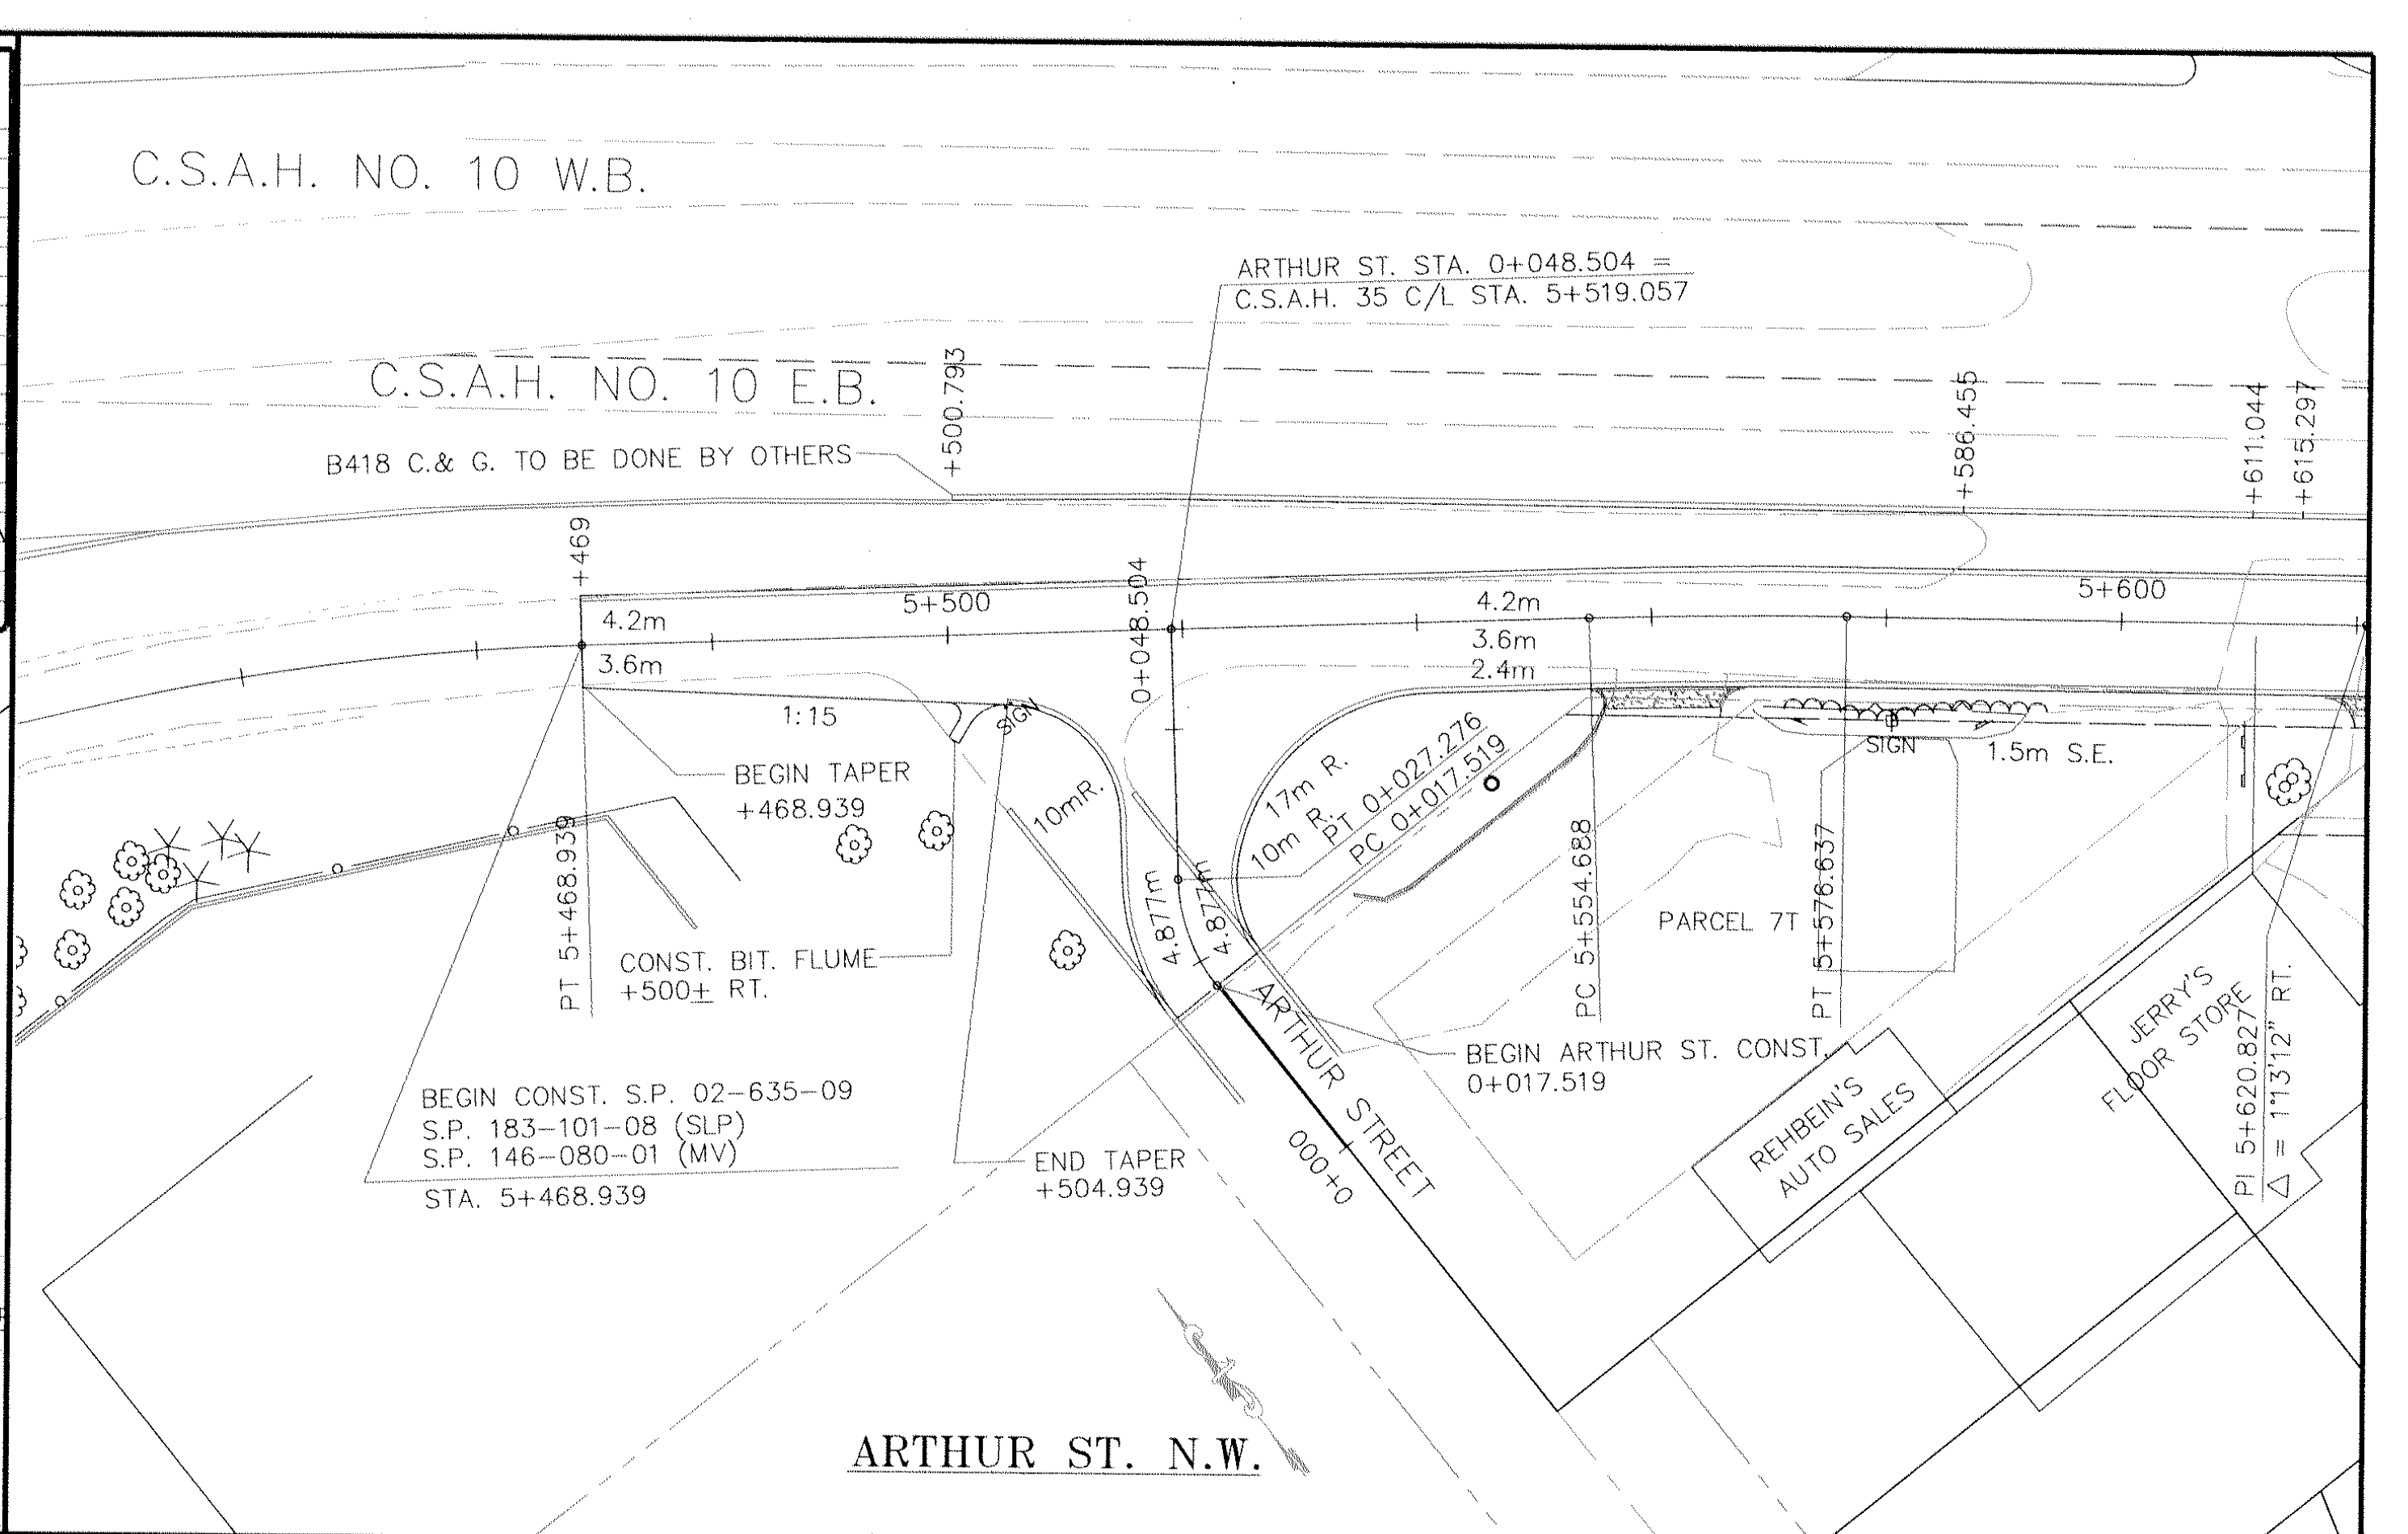 C.S.A.H. NO. 10 W.B.
ARTHUR ST. STA. 0+048.504 =
C.S.A.H. 35 C/L STA. 5+519.057
C.S.A.H. NO. 10 E.B.
+500.793
+586.455
+611.044
+615.297
B418 C.& G. TO BE DONE BY OTHERS
+469
0+048.504
4.2m
5+500
4.2m
5+600
3.6m
3.6m
2.4m
1:15
SIGN
SIGN
1.5m S.E.
BEGIN TAPER
+468.939
10mR.
17m R.
10m R.
PT 0+027.276
PC 0+017.519
PT 5+468.939
4.877m
4.877m
PC 5+554.688
PARCEL 7T
PT 5+576.637
CONST. BIT. FLUME
+500± RT.
ARTHUR STREET
BEGIN ARTHUR ST. CONST.
0+017.519
JERRY'S
FLOOR STORE
REHBEIN'S
AUTO SALES
PI 5+620.827
△ = 1°13'12" RT.
BEGIN CONST. S.P. 02-635-09
S.P. 183-101-08 (SLP)
S.P. 146-080-01 (MV)
STA. 5+468.939
END TAPER
+504.939
0+000
ARTHUR ST. N.W.